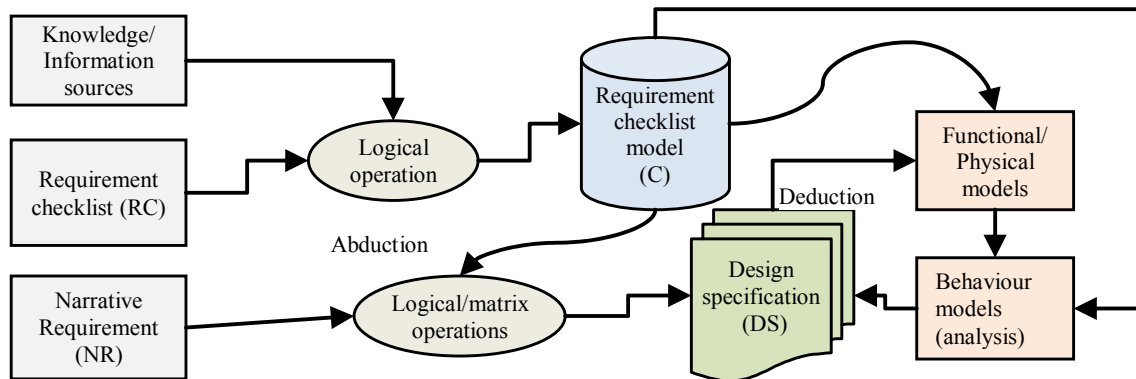 Knowledge/
Information
sources
Requirement
checklist (RC)
Narrative
Requirement
(NR)
Logical
operation
Abduction
Logical/matrix
operations
Requirement
checklist
model
(C)
Deduction
Design
specification
(DS)
Functional/
Physical
models
Behaviour
models
(analysis)